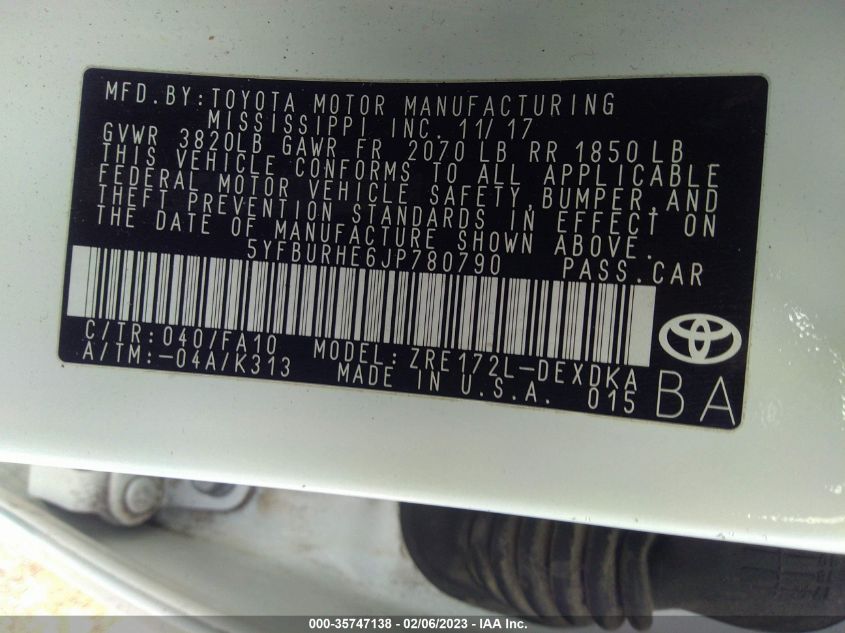 MFD.BY:TOYOTA MOTOR MANUFACTURING
MISSISSIPPI INC. 11/17
GVWR 3820LB GAWR FR 2070 LB RR 1850 LB
THIS VEHICLE CONFORMS TO ALL APPLICABLE
FEDERAL MOTOR VEHICLE SAFETY, BUMPER, AND
THEFT PREVENTION STANDARDS IN EFFECT ON
THE DATE OF MANUFACTURE SHOWN ABOVE.
5YFBURHE6JP780790 PASS.CAR
C/TR:040/FA10 MODEL:ZRE172L-DEXDKA
A/TM:-04A/K313 MADE IN U.S.A. 015
BA
000-35747138 - 02/06/2023 - IAA Inc.